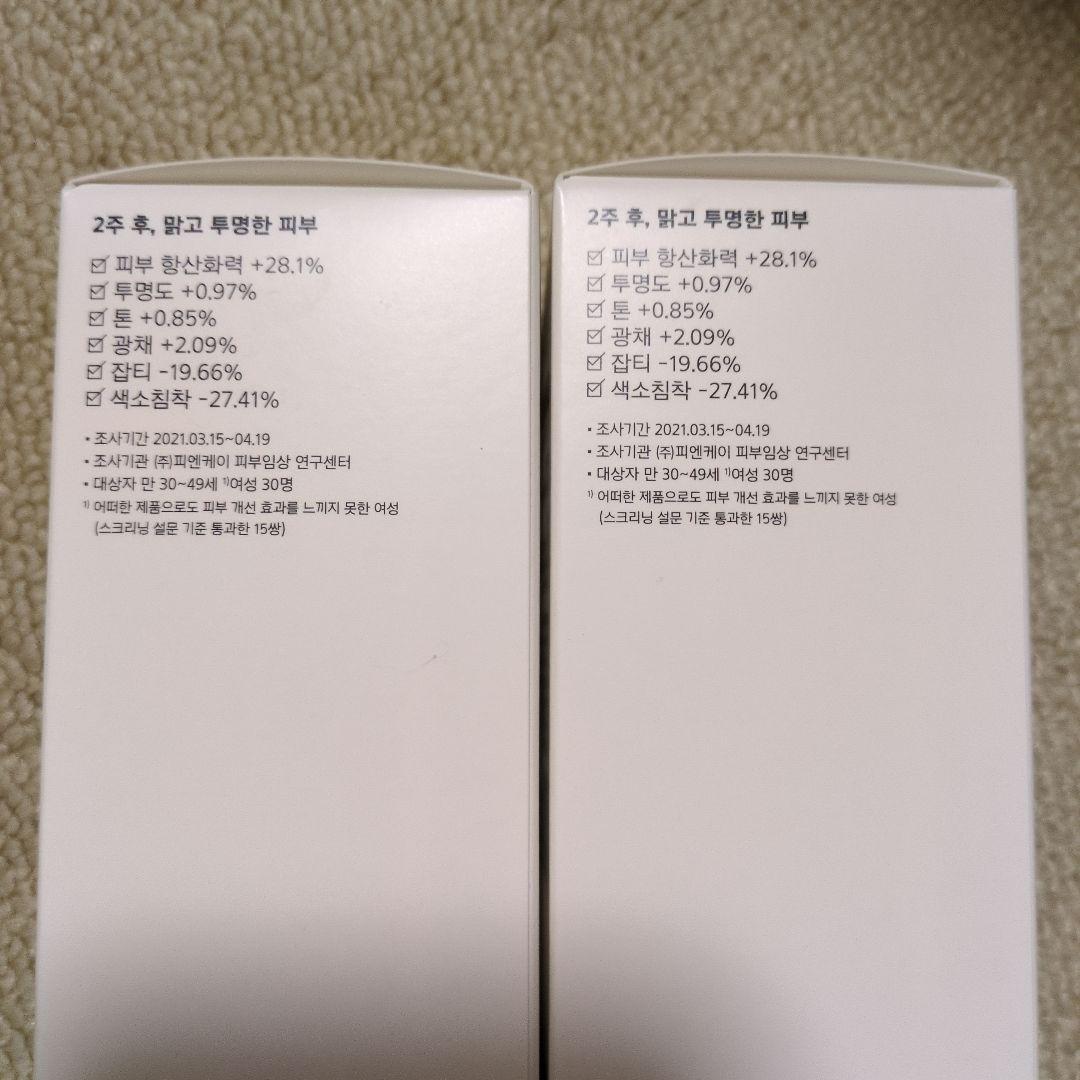 2주 후, 맑고 투명한 피부
☑ 피부 항산화력 +28.1%
☑ 투명도 +0.97%
☑ 톤 +0.85%
☑ 광채 +2.09%
☑ 잡티 -19.66%
☑ 색소침착 -27.41%
• 조사기간 2021.03.15~04.19
• 조사기관 (주)피엔케이 피부임상 연구센터
• 대상자 만 30~49세 ¹⁾여성 30명
¹⁾ 어떠한 제품으로도 피부 개선 효과를 느끼지 못한 여성
(스크리닝 설문 기준 통과한 15쌍)
2주 후, 맑고 투명한 피부
☑ 피부 항산화력 +28.1%
☑ 투명도 +0.97%
☑ 톤 +0.85%
☑ 광채 +2.09%
☑ 잡티 -19.66%
☑ 색소침착 -27.41%
• 조사기간 2021.03.15~04.19
• 조사기관 (주)피엔케이 피부임상 연구센터
• 대상자 만 30~49세 ¹⁾여성 30명
¹⁾ 어떠한 제품으로도 피부 개선 효과를 느끼지 못한 여성
(스크리닝 설문 기준 통과한 15쌍)